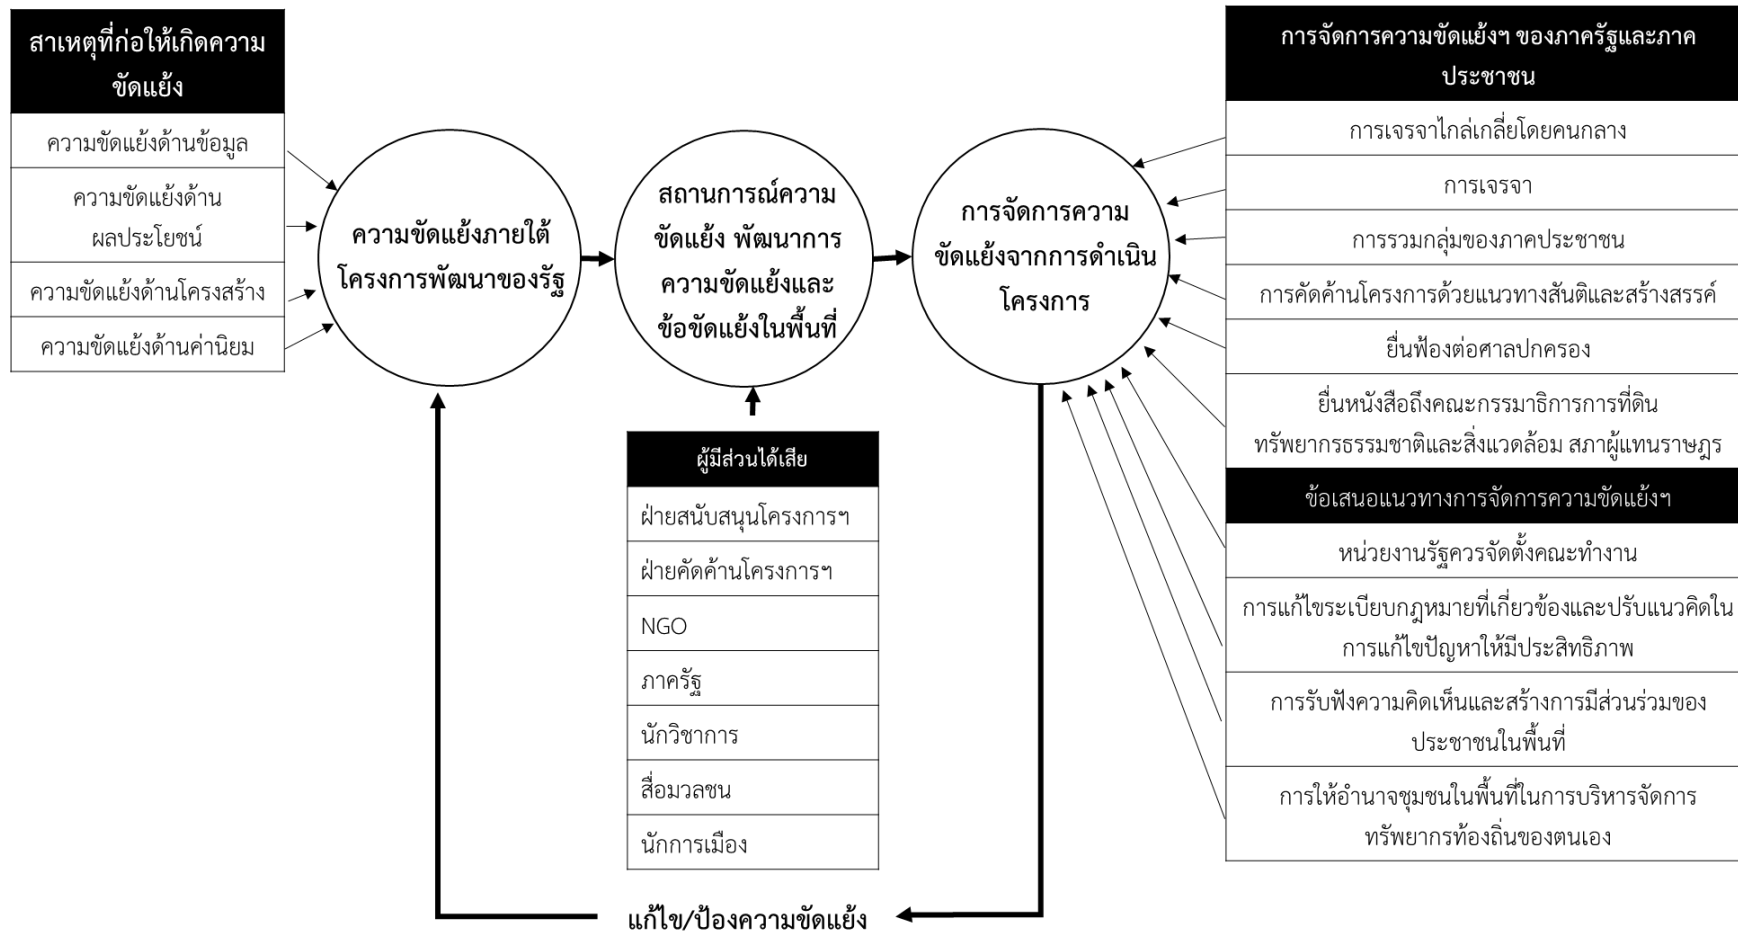 สาเหตุที่ก่อให้เกิดความ
ขัดแย้ง
ความขัดแย้งด้านข้อมูล
ความขัดแย้งด้าน
ผลประโยชน์
ความขัดแย้งด้านโครงสร้าง
ความขัดแย้งด้านค่านิยม
ความขัดแย้งภายใต้
โครงการพัฒนาของรัฐ
สถานการณ์ความ
ขัดแย้ง พัฒนาการ
ความขัดแย้งและ
ข้อขัดแย้งในพื้นที่
ผู้มีส่วนได้เสีย
ฝ่ายสนับสนุนโครงการฯ
ฝ่ายคัดค้านโครงการฯ
NGO
ภาครัฐ
นักวิชาการ
สื่อมวลชน
นักการเมือง
การจัดการความ
ขัดแย้งจากการดำเนิน
โครงการ
การจัดการความขัดแย้งฯ ของภาครัฐและภาค
ประชาชน
การเจรจาไกล่เกลี่ยโดยคนกลาง
การเจรจา
การรวมกลุ่มของภาคประชาชน
การคัดค้านโครงการด้วยแนวทางสันติและสร้างสรรค์
ยื่นฟ้องต่อศาลปกครอง
ยื่นหนังสือถึงคณะกรรมาธิการการที่ดิน
ทรัพยากรธรรมชาติและสิ่งแวดล้อม สภาผู้แทนราษฎร
ข้อเสนอแนวทางการจัดการความขัดแย้งฯ
หน่วยงานรัฐควรจัดตั้งคณะทำงาน
การแก้ไขระเบียบกฎหมายที่เกี่ยวข้องและปรับแนวคิดใน
การแก้ไขปัญหาให้มีประสิทธิภาพ
การรับฟังความคิดเห็นและสร้างการมีส่วนร่วมของ
ประชาชนในพื้นที่
การให้อำนาจชุมชนในพื้นที่ในการบริหารจัดการ
ทรัพยากรท้องถิ่นของตนเอง
แก้ไข/ป้องความขัดแย้ง